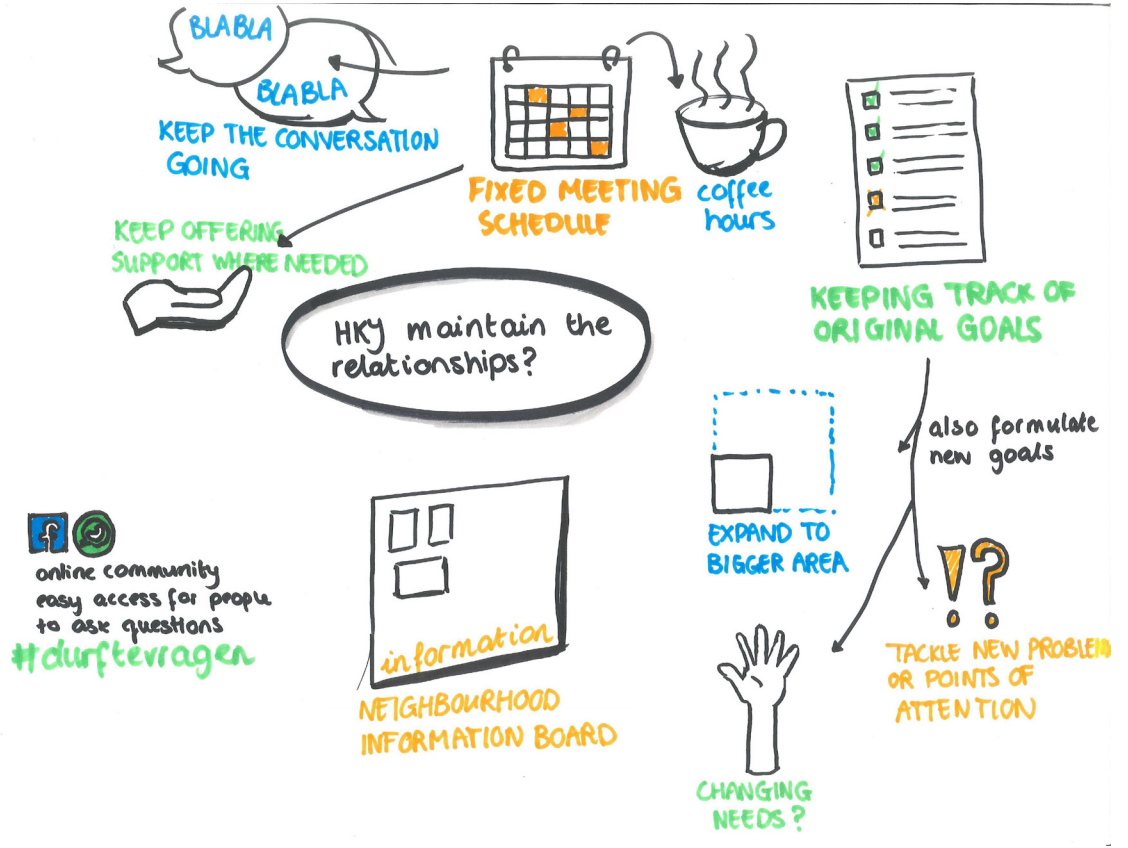 BLABLA
BLABLA
KEEP THE CONVERSATION
GOING
FIXED MEETING
SCHEDULE
coffee
hours
KEEP OFFERING
SUPPORT WHERE NEEDED
KEEPING TRACK OF
ORIGINAL GOALS
HKY maintain the
relationships?
also formulate
new goals
EXPAND TO
BIGGER AREA
f
online community
easy access for people
to ask questions
#durftevragen
information
NEIGHBOURHOOD
INFORMATION BOARD
!?
TACKLE NEW PROBLEM
OR POINTS OF
ATTENTION
CHANGING
NEEDS?